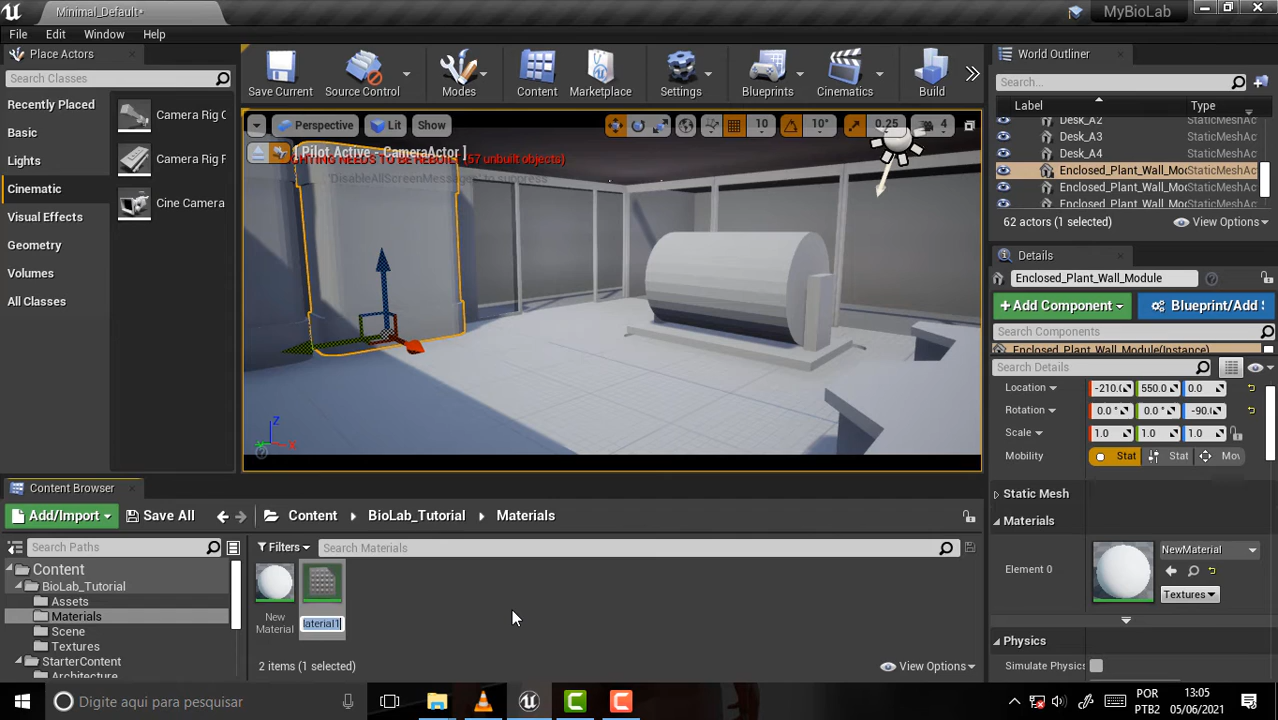 Minimal_Default*
MyBioLab
File Edit Window Help
Place Actors
Search Classes
Recently Placed
Basic
Lights
Cinematic
Visual Effects
Geometry
Volumes
All Classes
Camera Rig C
Camera Rig F
Cine Camera
Save Current
Source Control
Modes
Content
Marketplace
Settings
Blueprints
Cinematics
Build
Perspective Lit Show 10 10° 0.25 4
[ Pilot Active - CameraActor ]
HTING NEEDS TO BE REBUILT (57 unbuilt objects)
'DisableAllScreenMessages' to suppress
Z
X
World Outliner
Search...
Label Type
Desk_A2 StaticMeshAc
Desk_A3 StaticMeshAc
Desk_A4 StaticMeshAc
Enclosed_Plant_Wall_Mod StaticMeshAc
Enclosed_Plant_Wall_Mod StaticMeshAc
Enclosed_Plant_Wall_Mod StaticMeshAc
62 actors (1 selected) View Options
Details
Enclosed_Plant_Wall_Module
Add Component Blueprint/Add S
Search Components
Enclosed_Plant_Wall_Module(Instance)
Search Details
Location -210.0 550.0 0.0
Rotation 0.0 ° 0.0 ° -90.0
Scale 1.0 1.0 1.0
Mobility Stat Stat Mov
Static Mesh
Materials
Element 0
NewMaterial
Textures
Physics
Simulate Physics
Content Browser
Add/Import Save All Content BioLab_Tutorial Materials
Search Paths
Filters Search Materials
Content
BioLab_Tutorial
Assets
Materials
Scene
Textures
StarterContent
Architecture
New
Material
laterial1
2 items (1 selected) View Options
Digite aqui para pesquisar
POR
PTB2
13:05
05/06/2021